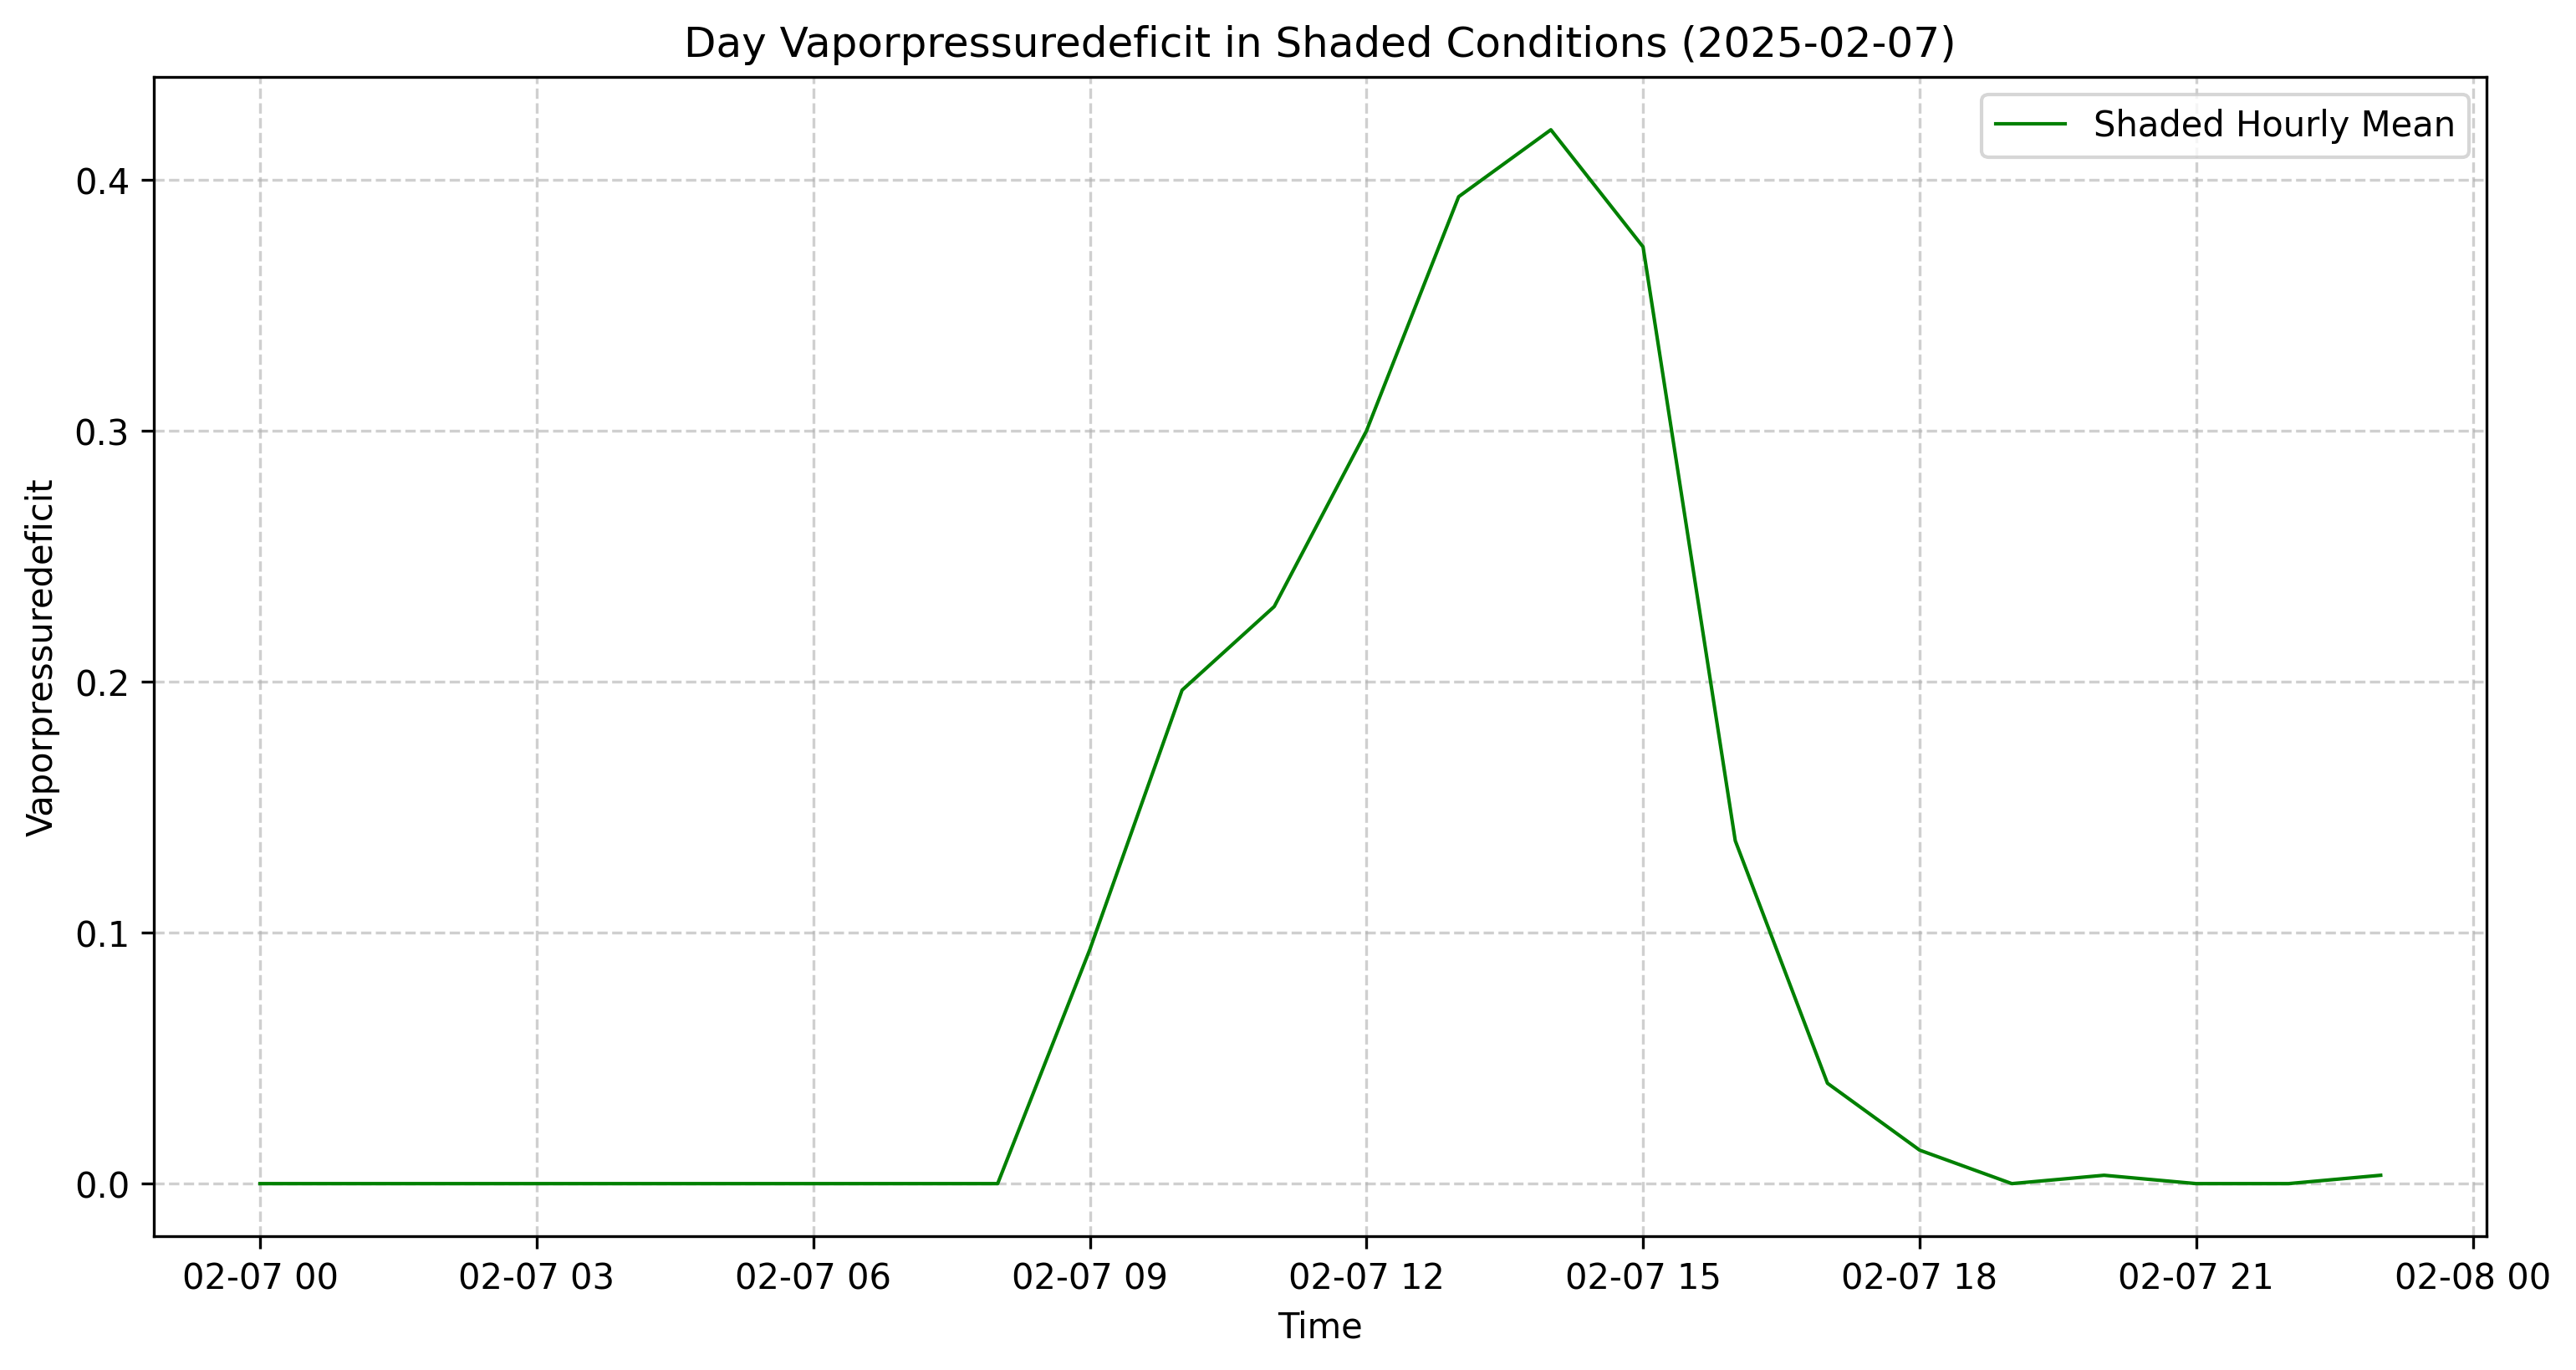 Day Vaporpressuredeficit in Shaded Conditions (2025-02-07)
Shaded Hourly Mean
Vaporpressuredeficit
0.4
0.3
0.2
0.1
0.0
02-07 00 02-07 03 02-07 06 02-07 09 02-07 12 02-07 15 02-07 18 02-07 21 02-08 00
Time